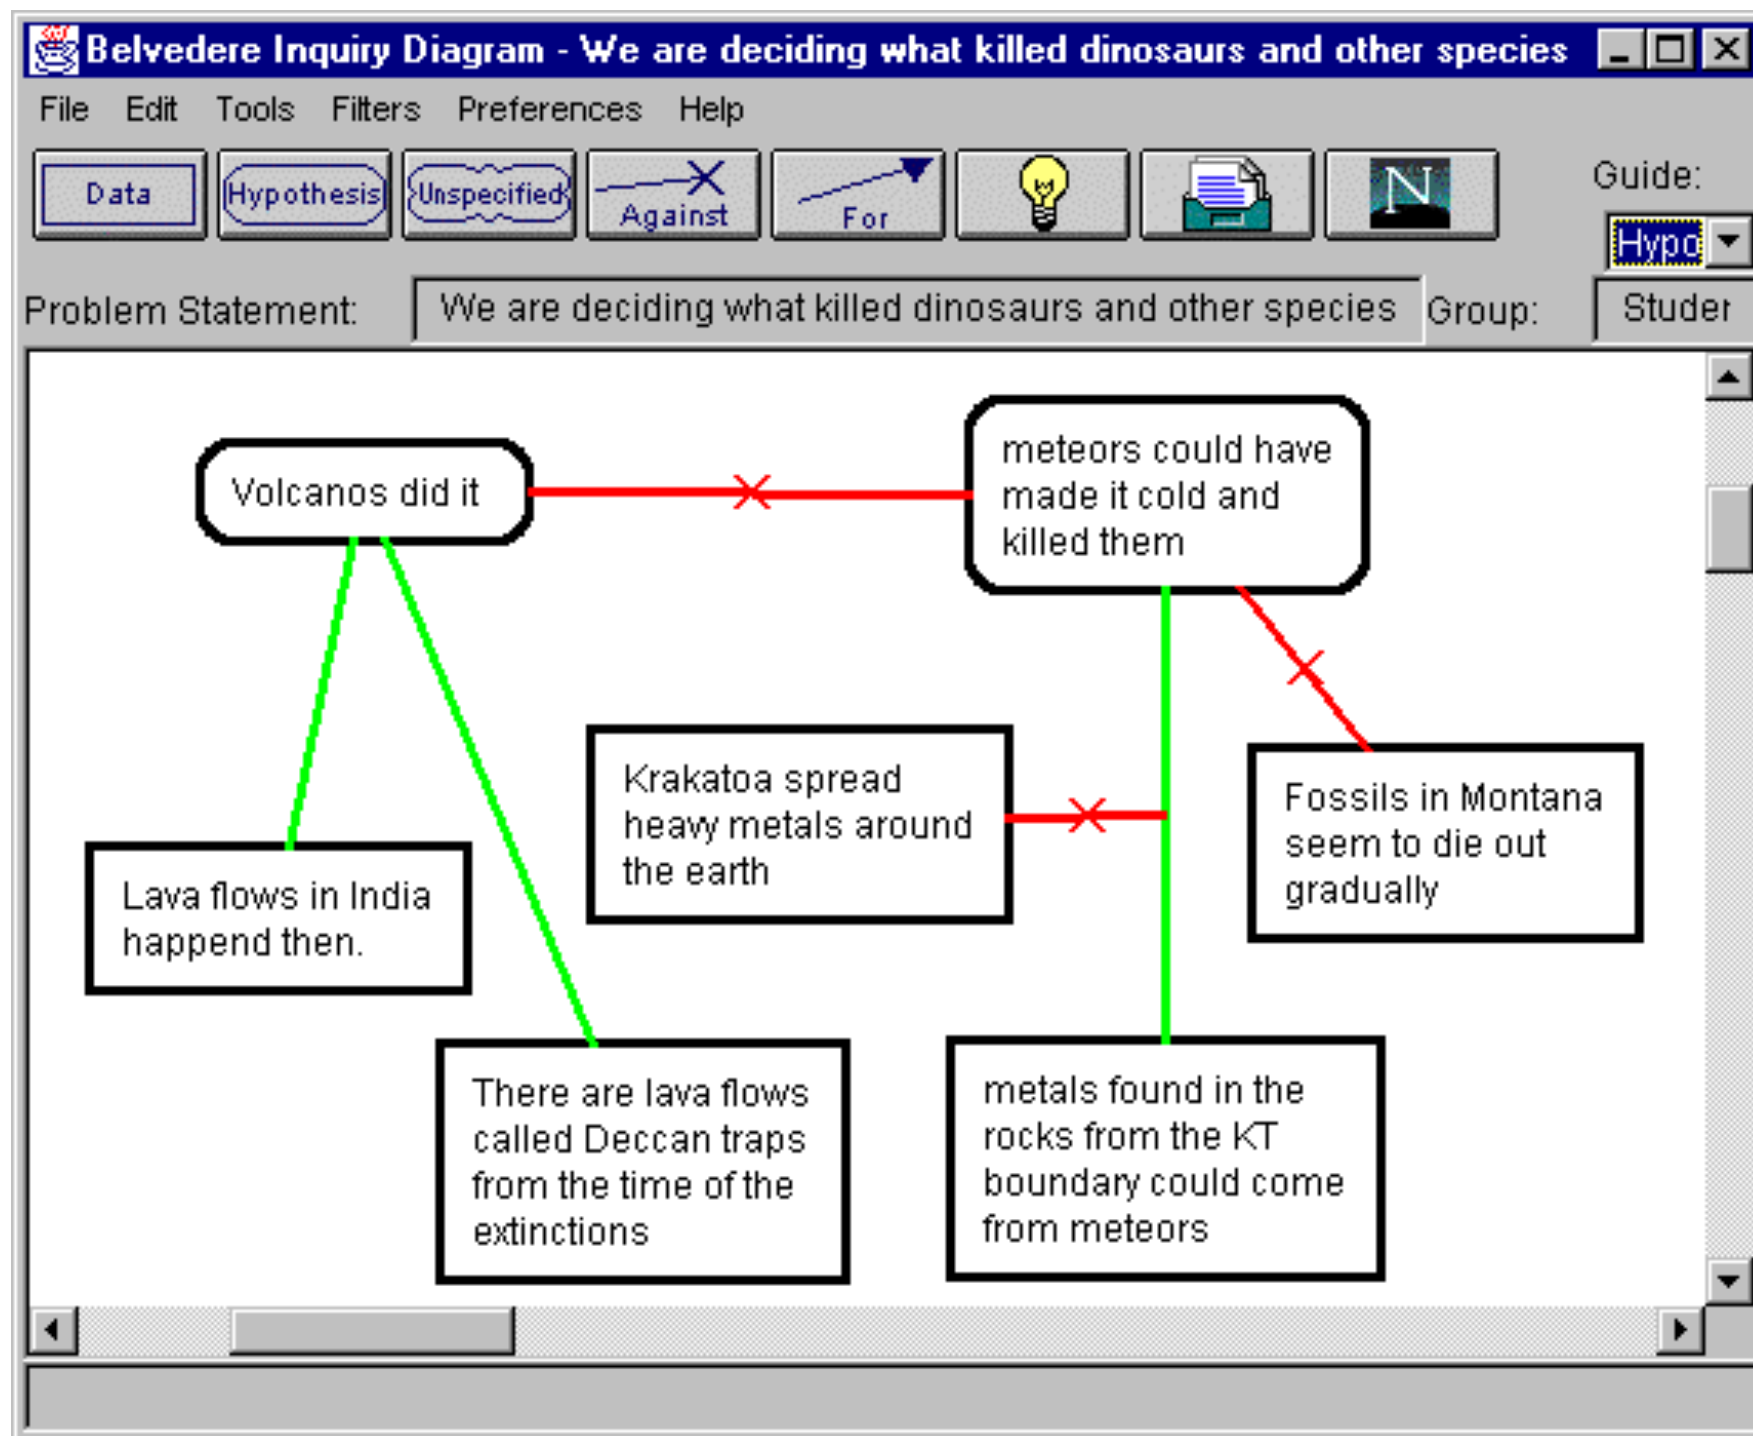 Belvedere Inquiry Diagram - We are deciding what killed dinosaurs and other species
File Edit Tools Filters Preferences Help
Data Hypothesis Unspecified Against For N
Guide:
Hypo
Problem Statement: We are deciding what killed dinosaurs and other species Group: Studer
Volcanos did it
meteors could have
made it cold and
killed them
Krakatoa spread
heavy metals around
the earth
Fossils in Montana
seem to die out
gradually
Lava flows in India
happend then.
There are lava flows
called Deccan traps
from the time of the
extinctions
metals found in the
rocks from the KT
boundary could come
from meteors